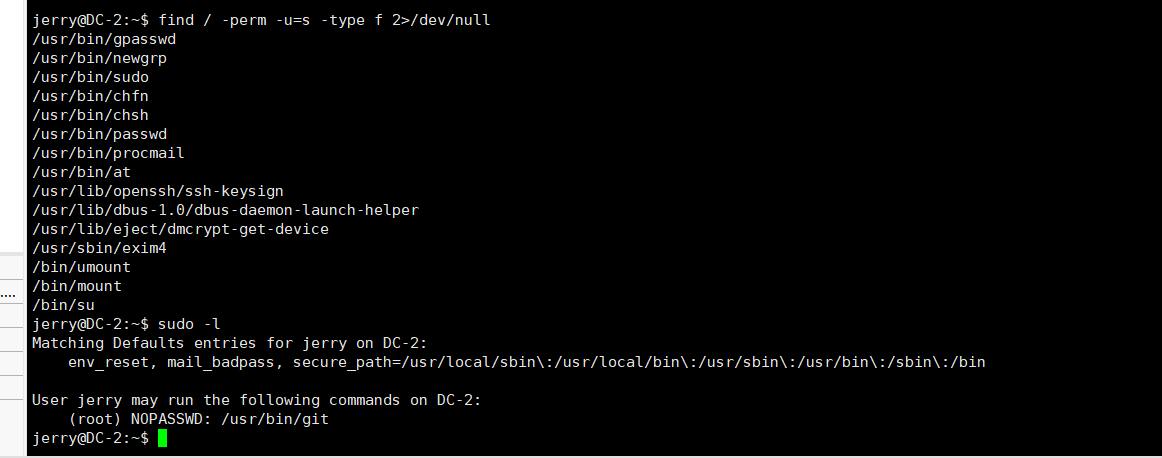 jerry@DC-2:~$ find / -perm -u=s -type f 2>/dev/null
/usr/bin/gpasswd
/usr/bin/newgrp
/usr/bin/sudo
/usr/bin/chfn
/usr/bin/chsh
/usr/bin/passwd
/usr/bin/procmail
/usr/bin/at
/usr/lib/openssh/ssh-keysign
/usr/lib/dbus-1.0/dbus-daemon-launch-helper
/usr/lib/eject/dmcrypt-get-device
/usr/sbin/exim4
/bin/umount
/bin/mount
/bin/su
jerry@DC-2:~$ sudo -l
Matching Defaults entries for jerry on DC-2:
    env_reset, mail_badpass, secure_path=/usr/local/sbin\:/usr/local/bin\:/usr/sbin\:/usr/bin\:/sbin\:/bin

User jerry may run the following commands on DC-2:
    (root) NOPASSWD: /usr/bin/git
jerry@DC-2:~$